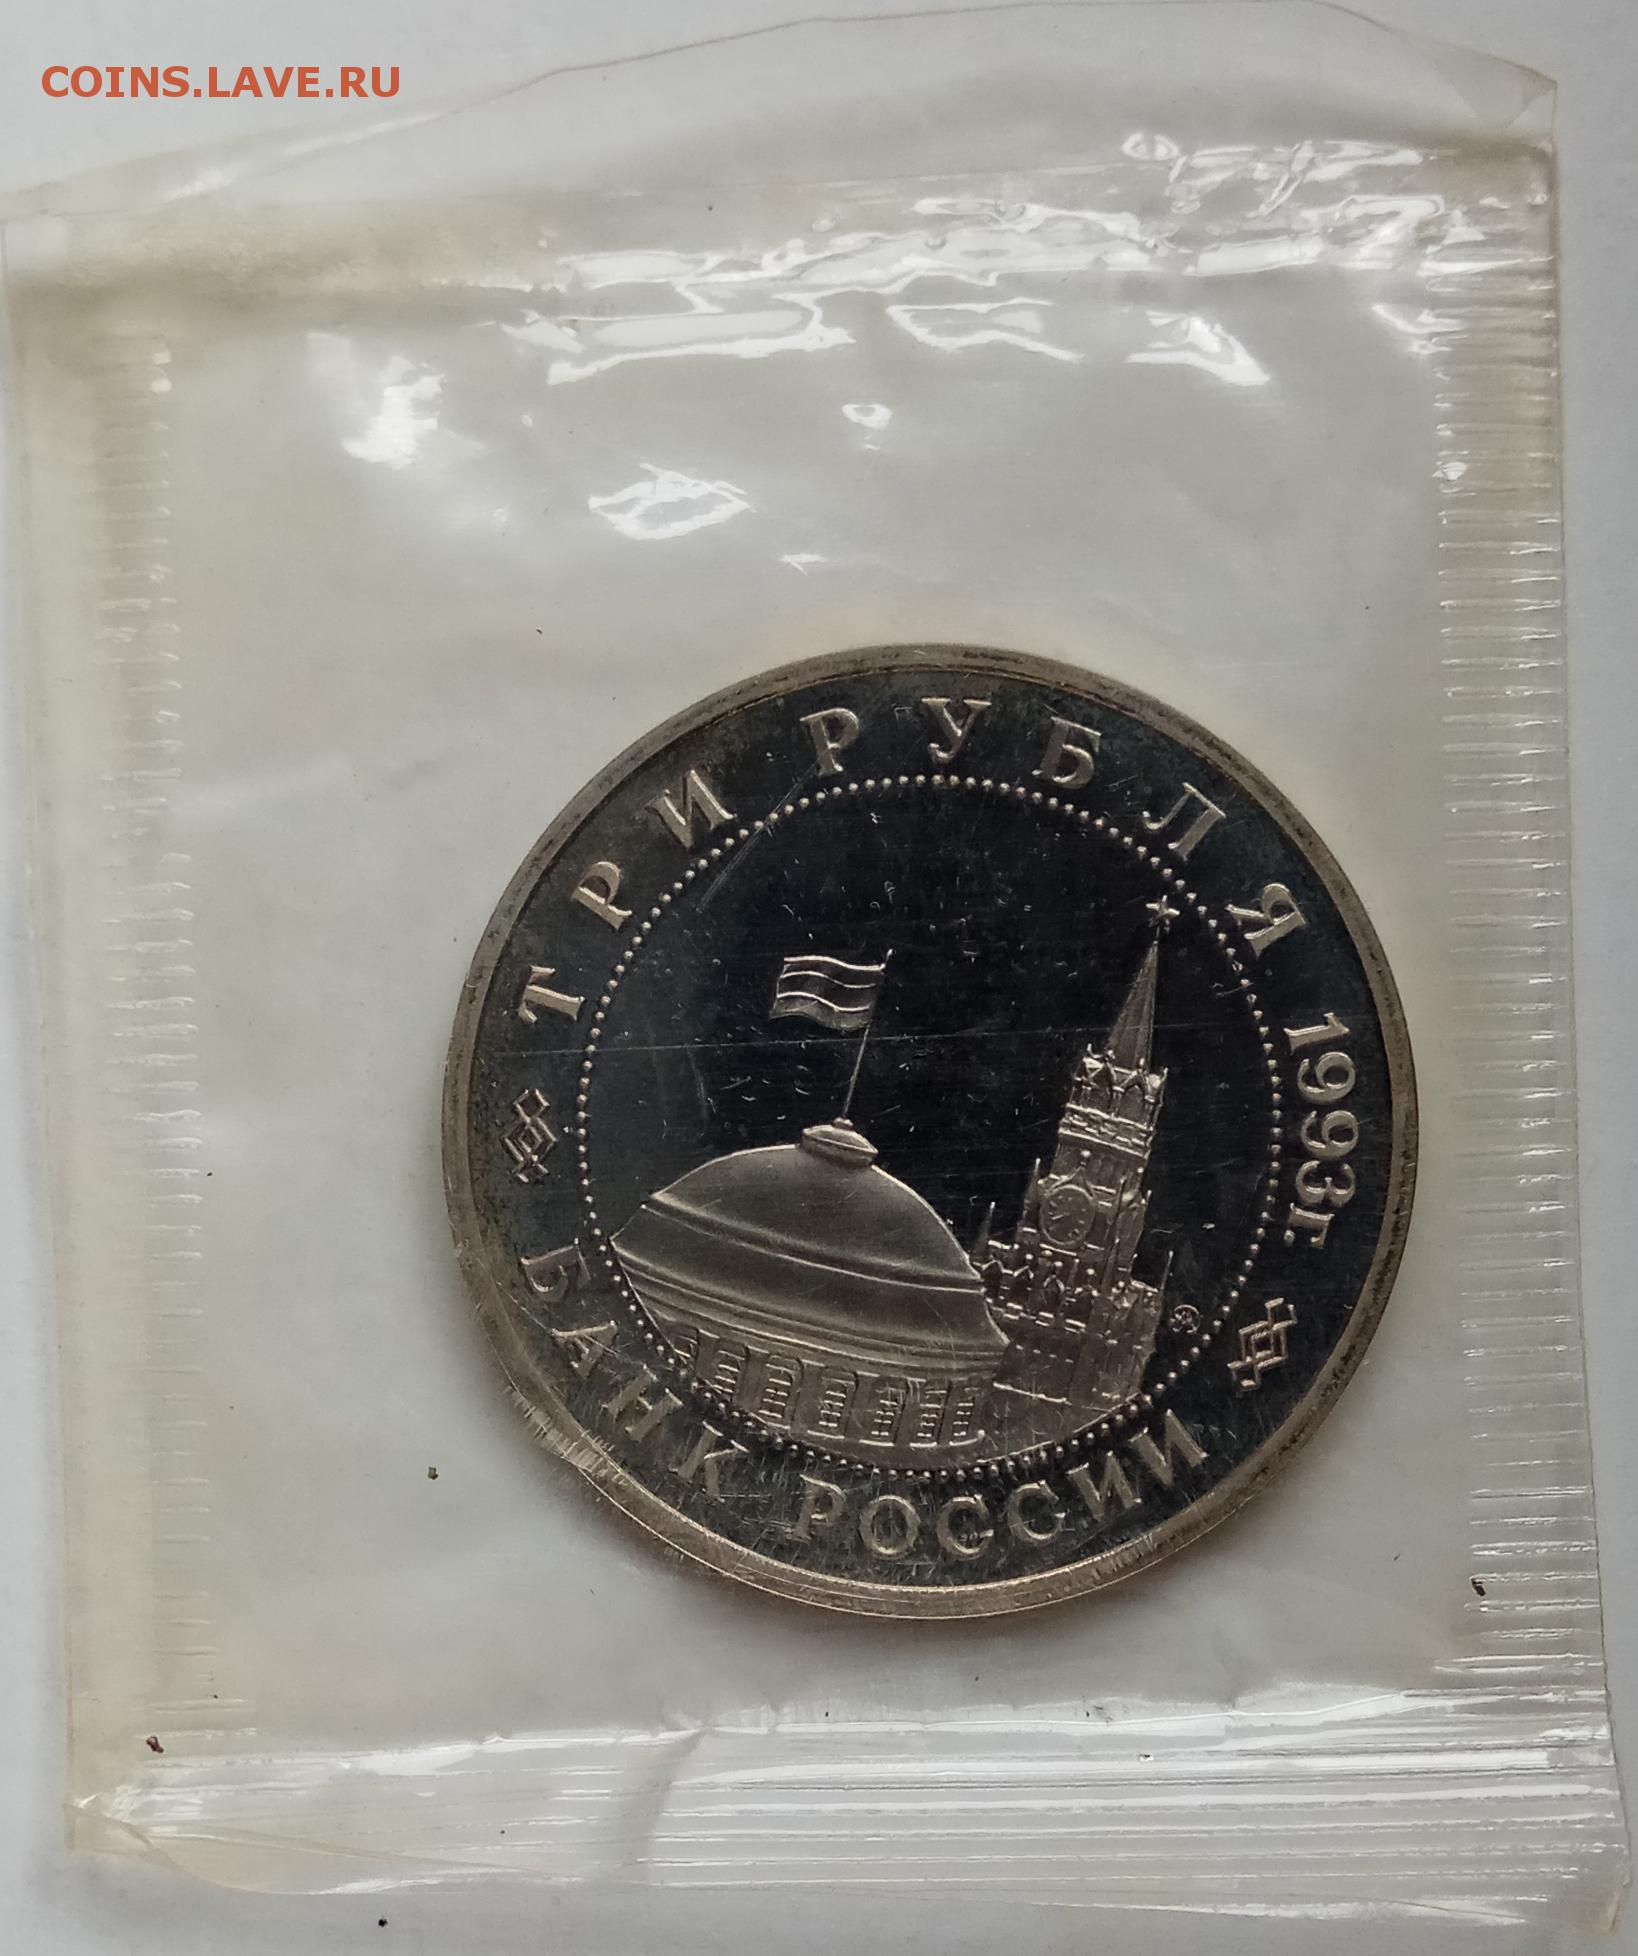 COINS.LAVE.RU
ТРИ РУБЛЯ 1993г.
БАНК РОССИИ